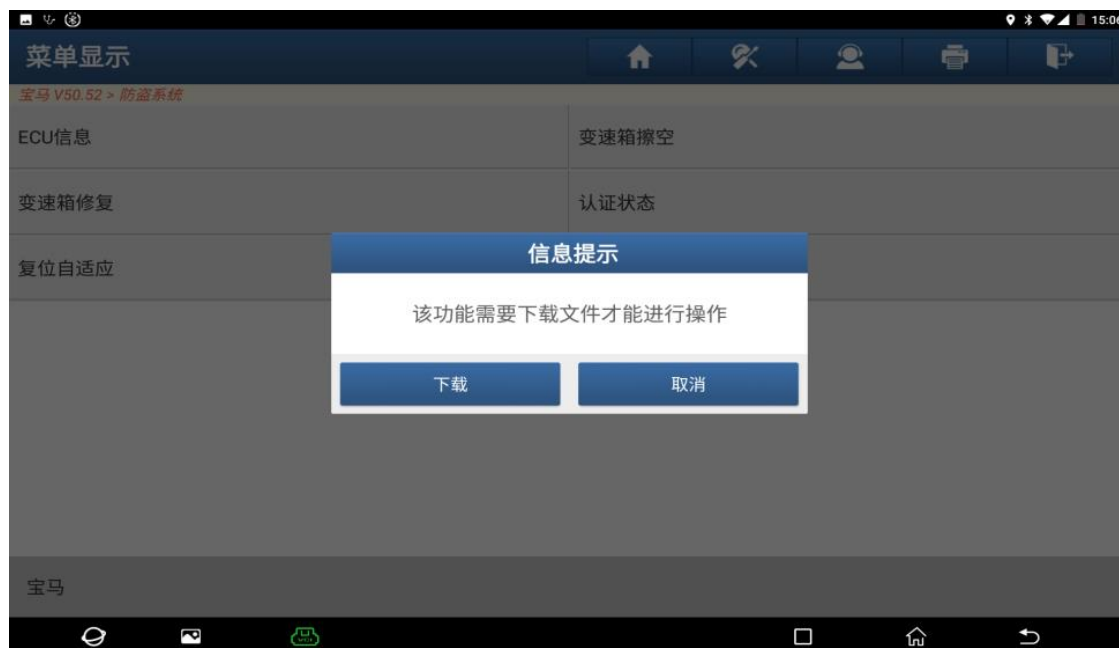 15:06
菜单显示
宝马 V50.52 > 防盗系统
ECU信息
变速箱擦空
变速箱修复
认证状态
复位自适应
信息提示
该功能需要下载文件才能进行操作
下载
取消
宝马